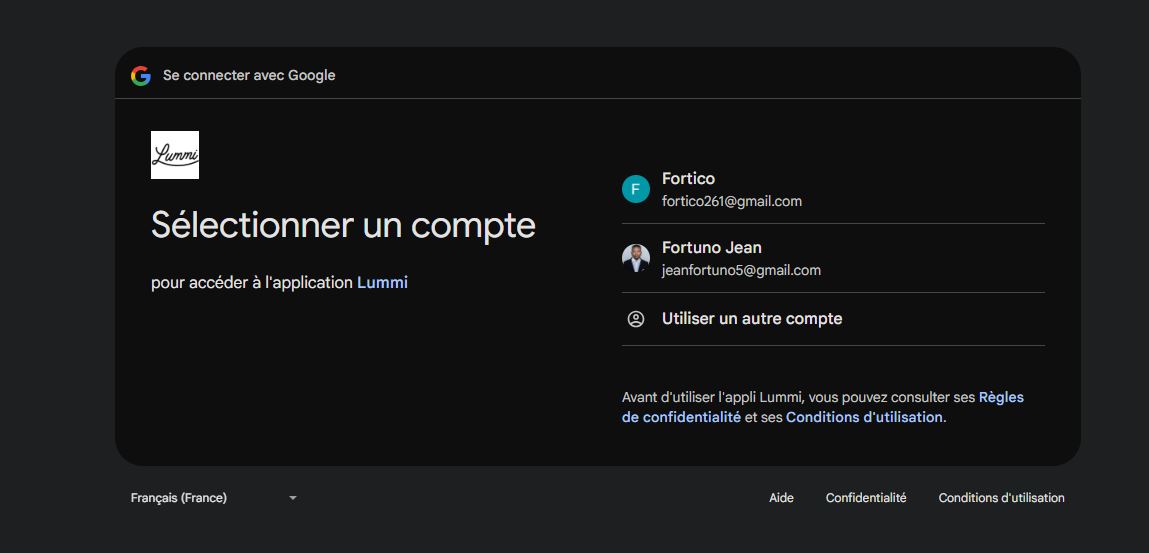 Se connecter avec Google
Lummi
Sélectionner un compte
pour accéder à l'application Lummi
F
Fortico
fortico261@gmail.com
Fortuno Jean
jeanfortuno5@gmail.com
Utiliser un autre compte
Avant d'utiliser l'appli Lummi, vous pouvez consulter ses Règles
de confidentialité et ses Conditions d'utilisation.
Français (France)
Aide
Confidentialité
Conditions d'utilisation